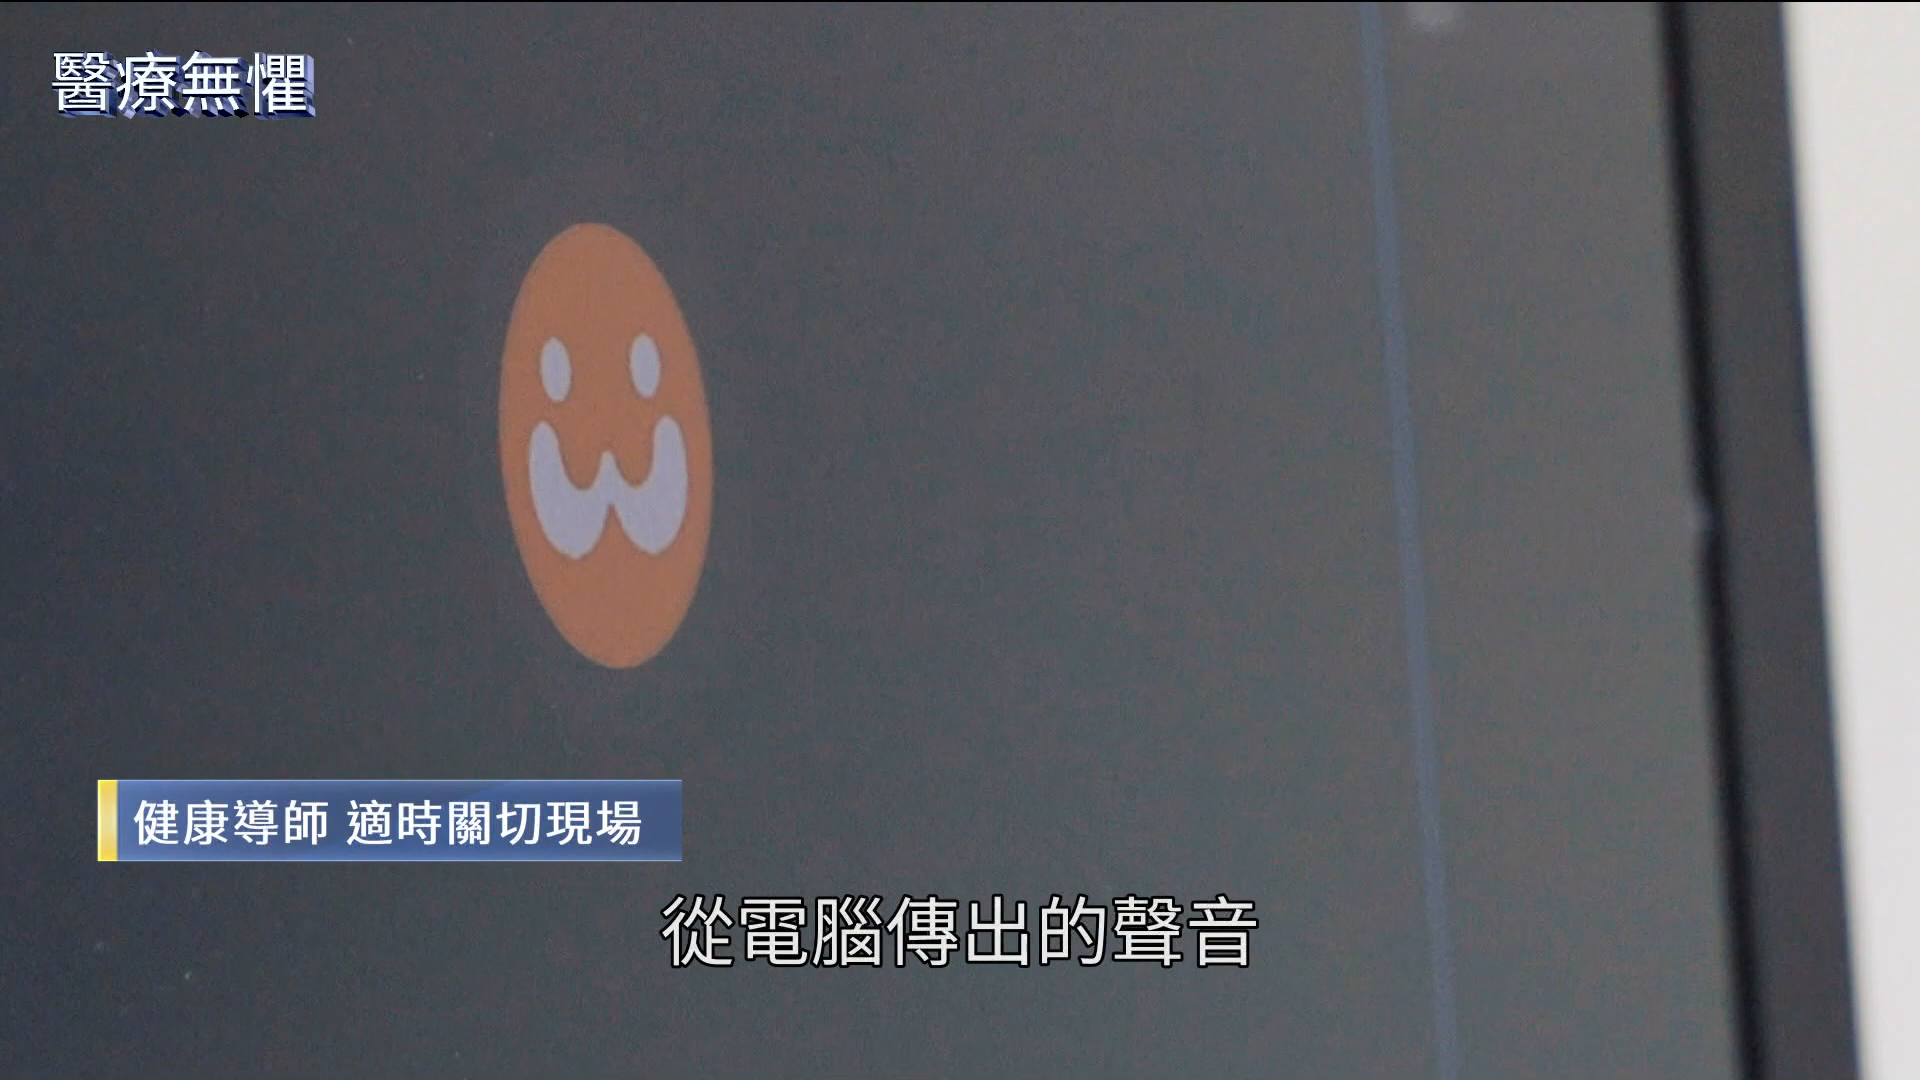 醫療無懼
健康導師 適時關切現場
從電腦傳出的聲音